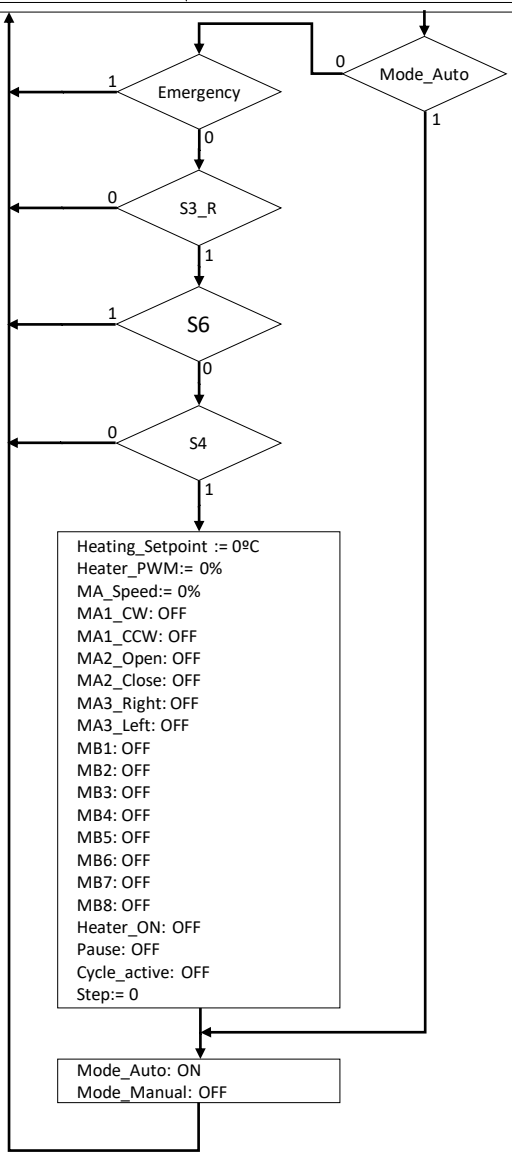 Mode_Auto
0
1
Emergency
1
0
S3_R
0
1
S6
1
0
S4
0
1
Heating_Setpoint := 0ºC
Heater_PWM:= 0%
MA_Speed:= 0%
MA1_CW: OFF
MA1_CCW: OFF
MA2_Open: OFF
MA2_Close: OFF
MA3_Right: OFF
MA3_Left: OFF
MB1: OFF
MB2: OFF
MB3: OFF
MB4: OFF
MB5: OFF
MB6: OFF
MB7: OFF
MB8: OFF
Heater_ON: OFF
Pause: OFF
Cycle_active: OFF
Step:= 0
Mode_Auto: ON
Mode_Manual: OFF